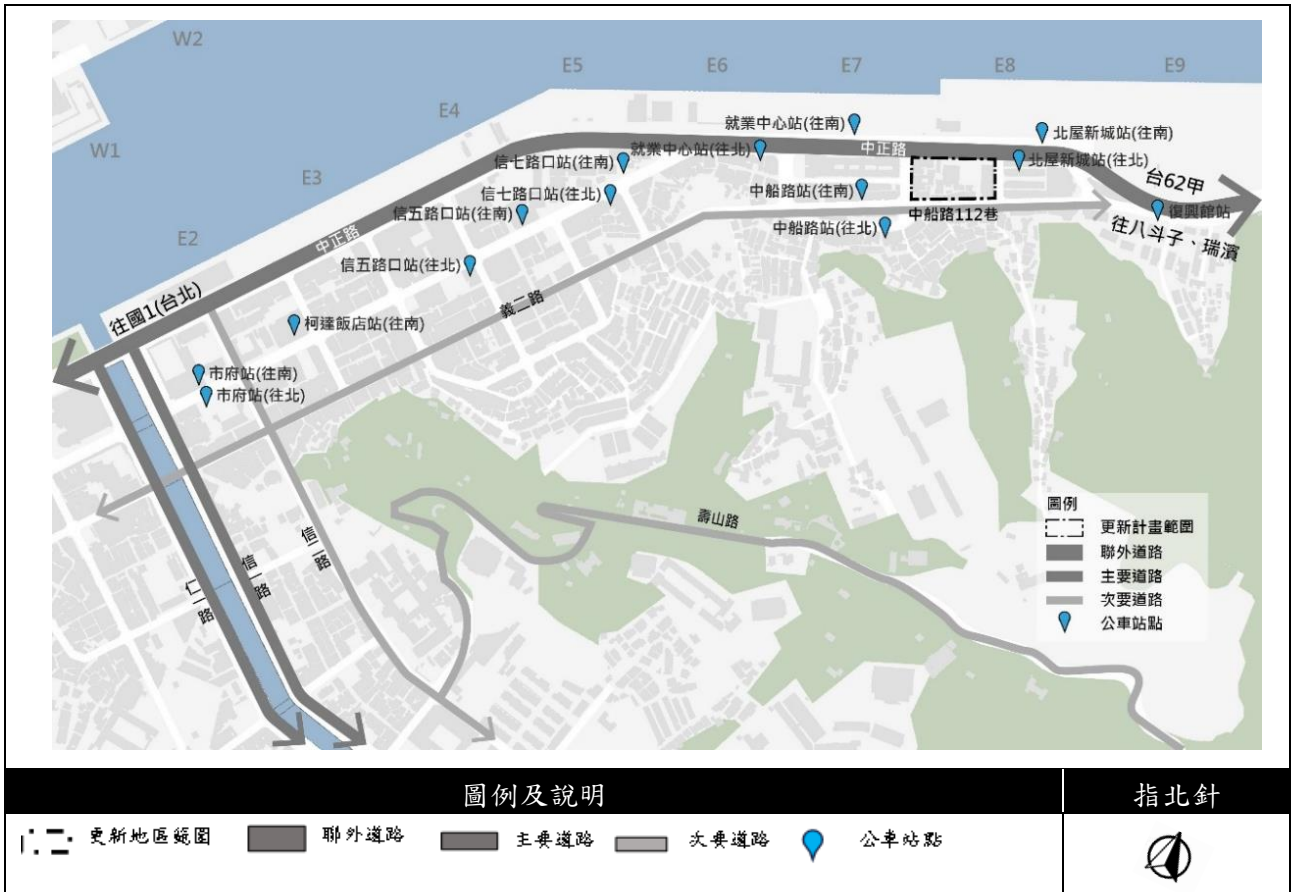 W2
E5
E6
E7
E8
E9
E4
W1
E3
E2
就業中心站(往南)
北屋新城站(往南)
就業中心站(往北)
中正路
北屋新城站(往北)
信七路口站(往南)
台62甲
信七路口站(往北)
中船路站(往南)
信五路口站(往南)
中船路112巷
復興館站
中船路站(往北)
往八斗子、瑞濱
中正路
信五路口站(往北)
往國1(台北)
義二路
柯達飯店站(往南)
市府站(往南)
市府站(往北)
壽山路
信二路
信一路
仁一路
圖例
更新計畫範圍
聯外道路
主要道路
次要道路
公車站點
圖例及說明
指北針
更新地區範圍 聯外道路 主要道路 次要道路 公車站點